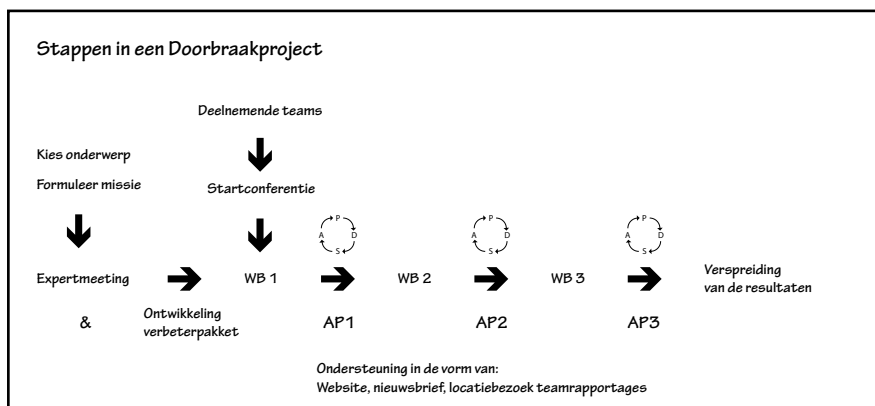 Stappen in een Doorbraakproject
Deelnemende teams
Kies onderwerp
Formuleer missie
Startconferentie
P
A
D
S
P
A
D
S
P
A
D
S
Expertmeeting
WB 1
WB 2
WB 3
Verspreiding
van de resultaten
&
Ontwikkeling
verbeterpakket
AP1
AP2
AP3
Ondersteuning in de vorm van:
Website, nieuwsbrief, locatiebezoek teamrapportages